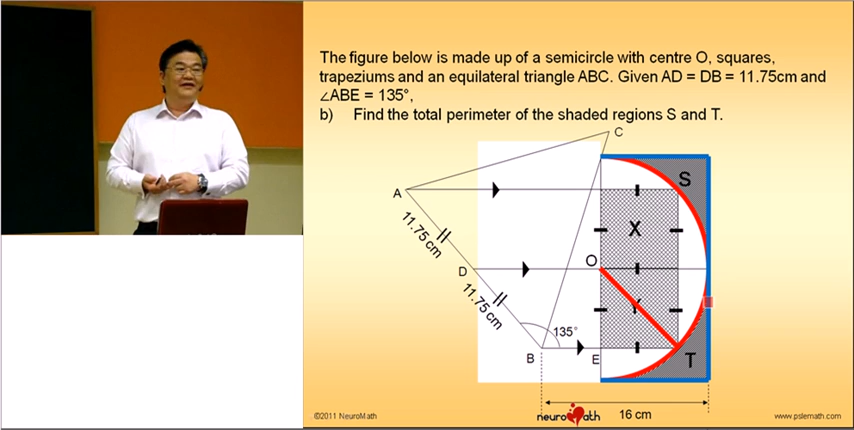 The figure below is made up of a semicircle with centre O, squares,
trapeziums and an equilateral triangle ABC. Given AD = DB = 11.75cm and
∠ABE = 135°,
b) Find the total perimeter of the shaded regions S and T.
C
S
A
X
11.75 cm
O
D
11.75 cm
Y
135°
B
E
T
16 cm
©2011 NeuroMath
neuro ath
www.pslemath.com